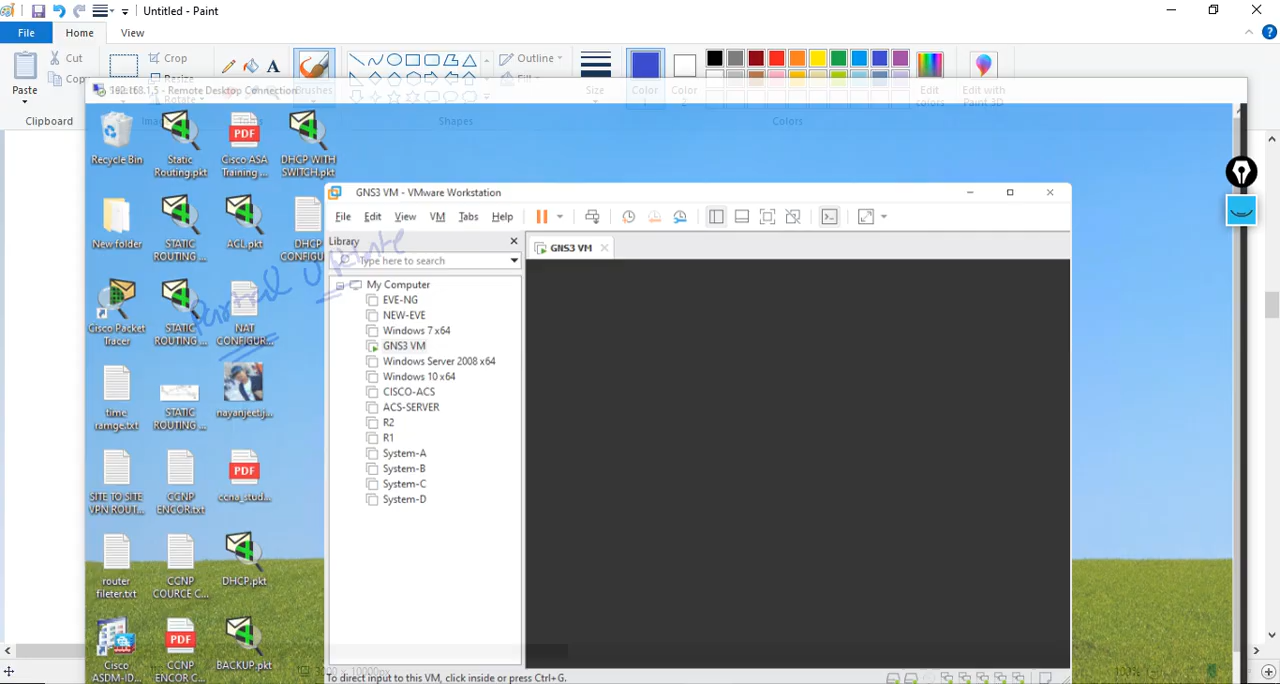 Untitled - Paint
File
Home
View
Paste
Cut
Crop
Resize
Brushes
Outline
Fill
Size
Color 1
Color 2
Edit colors
Edit with Paint 3D
Clipboard
Shapes
Colors
192.168.1.5 - Remote Desktop Connection
Recycle Bin
Static Routing.pkt
Cisco ASA Training ...
DHCP WITH SWITCH.pkt
New folder
STATIC ROUTING ...
ACL.pkt
DHCP CONFIGU
Cisco Packet Tracer
STATIC ROUTING ...
NAT CONFIGUR...
time ramge.txt
STATIC ROUTING ...
nayanjeetij...
SITE TO SITE VPN ROUT...
CCNP ENCOR.txt
ccna_stud...
router fileter.txt
CCNP COURCE C...
DHCP.pkt
Cisco ASDM-ID...
CCNP ENCOR C...
BACKUP.pkt
GNS3 VM - VMware Workstation
File Edit View VM Tabs Help
Library
Type here to search
GNS3 VM
My Computer
EVE-NG
NEW-EVE
Windows 7 x64
GNS3 VM
Windows Server 2008 x64
Windows 10 x64
CISCO-ACS
ACS-SERVER
R2
R1
System-A
System-B
System-C
System-D
To direct input to this VM, click inside or press Ctrl+G.